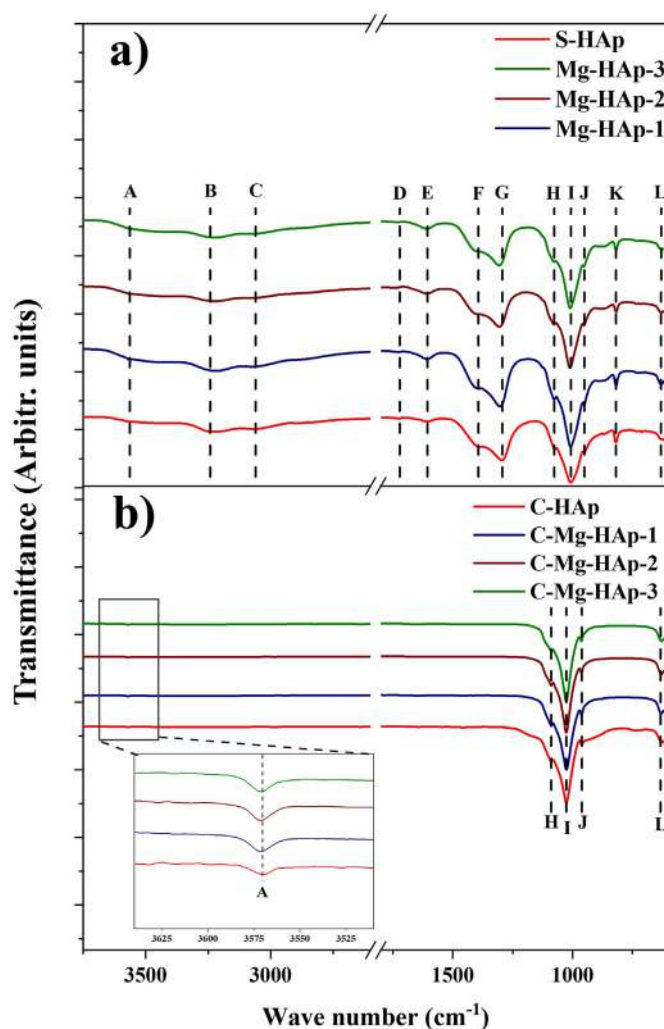 a)
S-HAp
Mg-HAp-3
Mg-HAp-2
Mg-HAp-1
A B C D E F G H I J K L
Transmittance (Arbitr. units)
b)
C-HAp
C-Mg-HAp-1
C-Mg-HAp-2
C-Mg-HAp-3
H I J L
A
3625 3600 3575 3550 3525
3500 3000 1500 1000
Wave number (cm⁻¹)